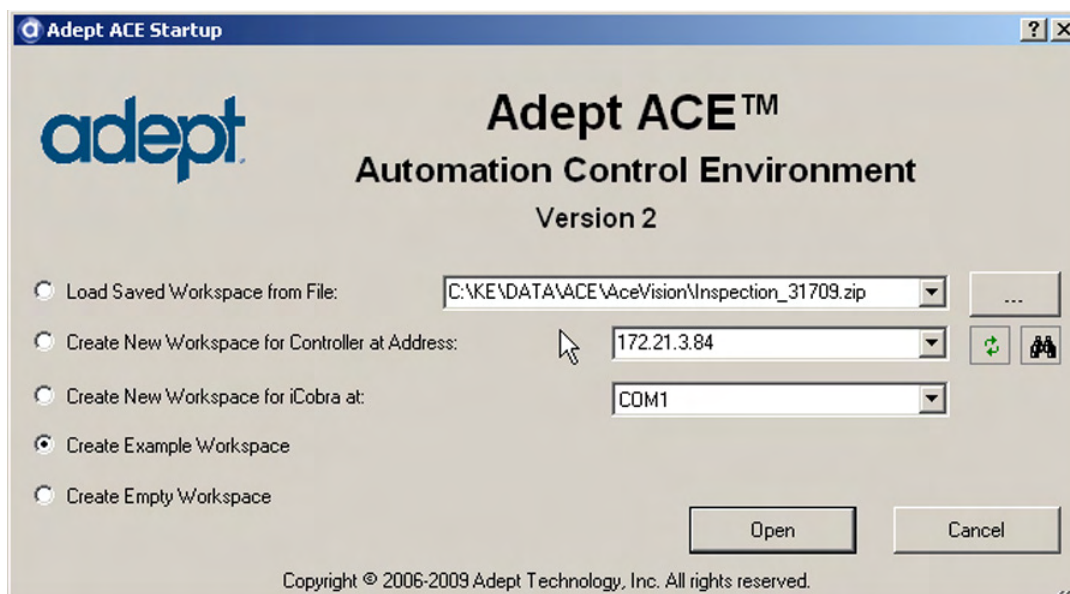 Adept ACE Startup
adept
Adept ACE™
Automation Control Environment
Version 2
Load Saved Workspace from File: C:\KE\DATA\ACE\AceVision\Inspection_31709.zip ...
Create New Workspace for Controller at Address: 172.21.3.84
Create New Workspace for iCobra at: COM1
Create Example Workspace
Create Empty Workspace
Open Cancel
Copyright © 2006-2009 Adept Technology, Inc. All rights reserved.